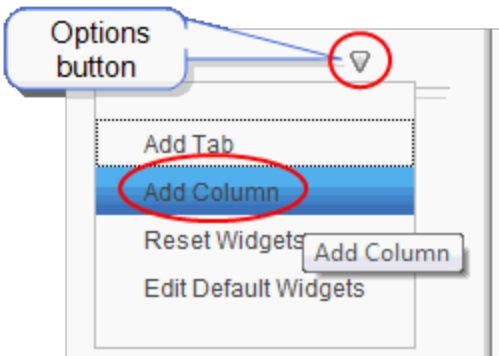 Options
button
Add Tab
Add Column
Reset Widgets
Add Column
Edit Default Widgets